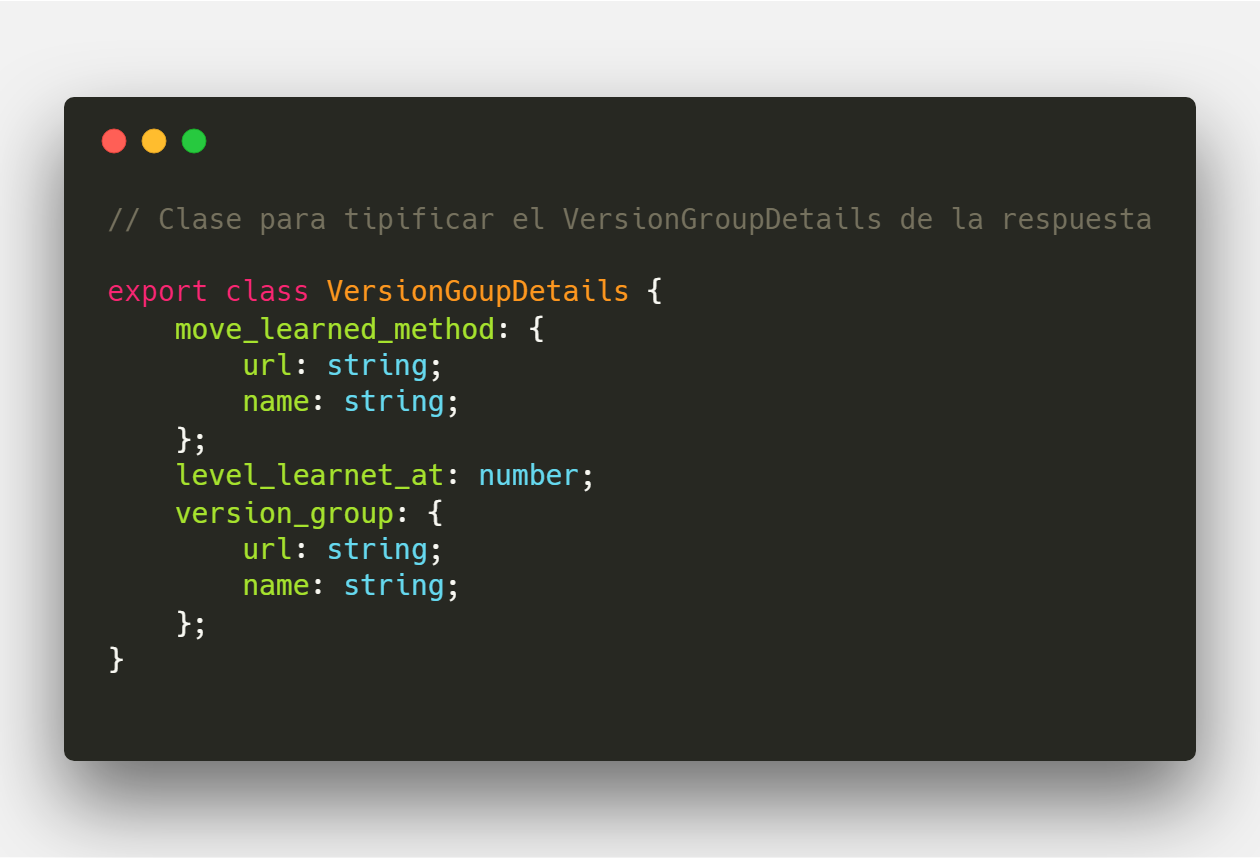 // Clase para tipificar el VersionGroupDetails de la respuesta
export class VersionGoupDetails {
move_learned_method: {
url: string;
name: string;
};
level_learnet_at: number;
version_group: {
url: string;
name: string;
};
}